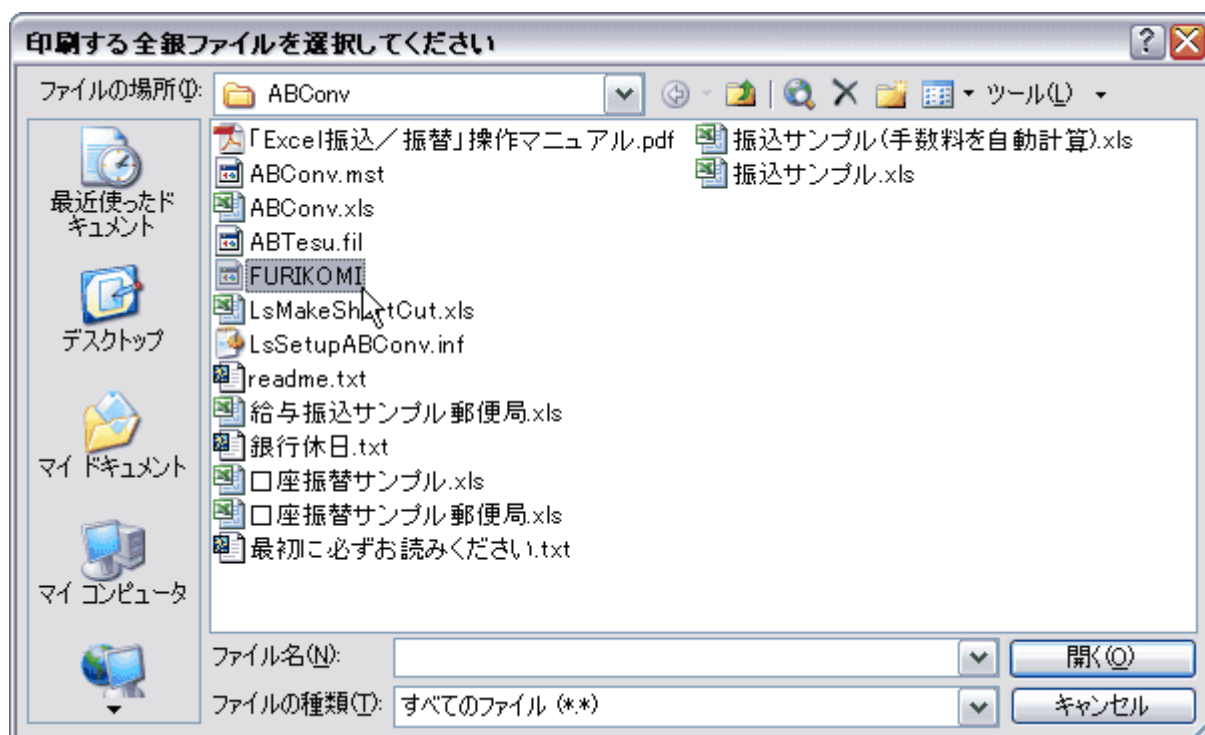 印刷する全銀ファイルを選択してください
ファイルの場所(I):
ABConv
ツール(L)
最近使ったド
キュメント
デスクトップ
マイ ドキュメント
マイ コンピュータ
「Excel振込／振替」操作マニュアル.pdf
ABConv.mst
ABConv.xls
ABTesu.fil
FURIKOMI
LsMakeShortCut.xls
LsSetupABConv.inf
readme.txt
給与振込サンプル郵便局.xls
銀行休日.txt
口座振替サンプル.xls
口座振替サンプル郵便局.xls
最初に必ずお読みください.txt
振込サンプル(手数料を自動計算).xls
振込サンプル.xls
ファイル名(N):
開く(O)
ファイルの種類(T):
すべてのファイル (*.*)
キャンセル